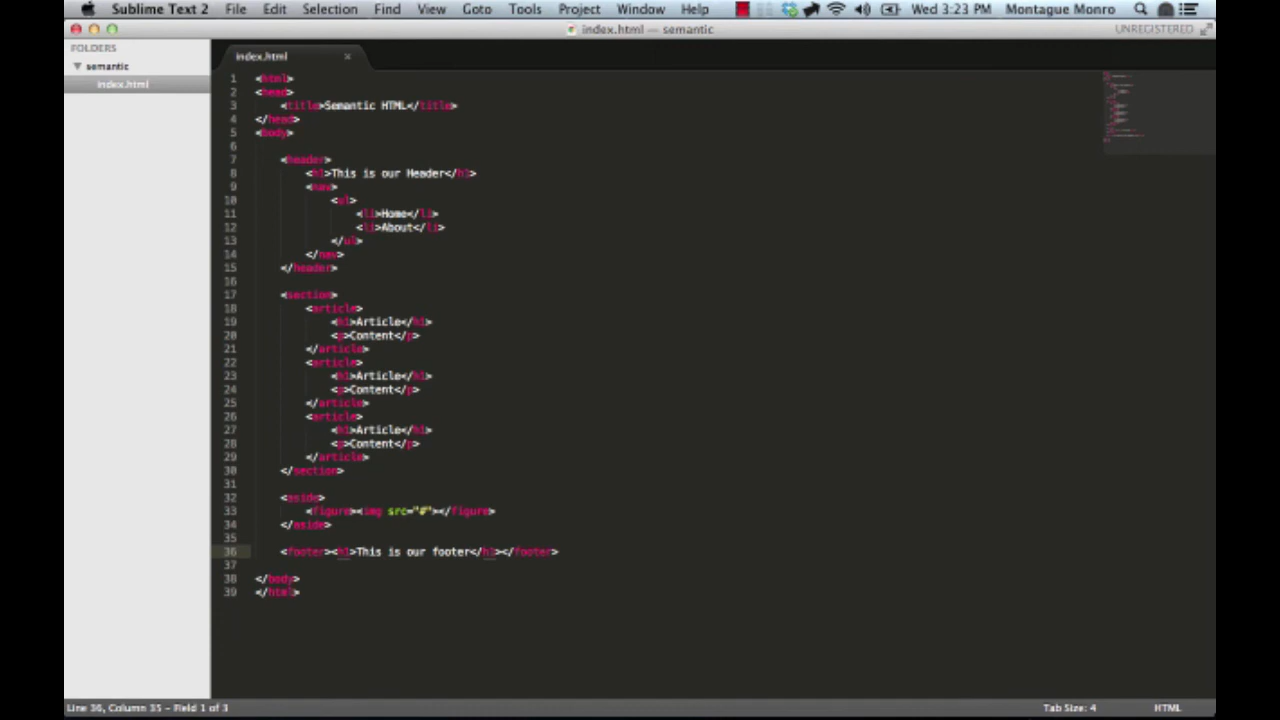 Sublime Text 2 File Edit Selection Find View Goto Tools Project Window Help Wed 3:23 PM Montague Monro
index.html — semantic UNREGISTERED
FOLDERS
semantic
index.html
index.html ×
1 <html>
2 <head>
3 <title>Semantic HTML</title>
4 </head>
5 <body>
6
7 <header>
8 <h1>This is our Header</h1>
9 <nav>
10 <ul>
11 <li>Home</li>
12 <li>About</li>
13 </ul>
14 </nav>
15 </header>
16
17 <section>
18 <article>
19 <h1>Article</h1>
20 <p>Content</p>
21 </article>
22 <article>
23 <h1>Article</h1>
24 <p>Content</p>
25 </article>
26 <article>
27 <h1>Article</h1>
28 <p>Content</p>
29 </article>
30 </section>
31
32 <aside>
33 <figure><img src="#"></figure>
34 </aside>
35
36 <footer><h1>This is our footer</h1></footer>
37
38 </body>
39 </html>
Line 36, Column 35 – Field 1 of 3 Tab Size: 4 HTML